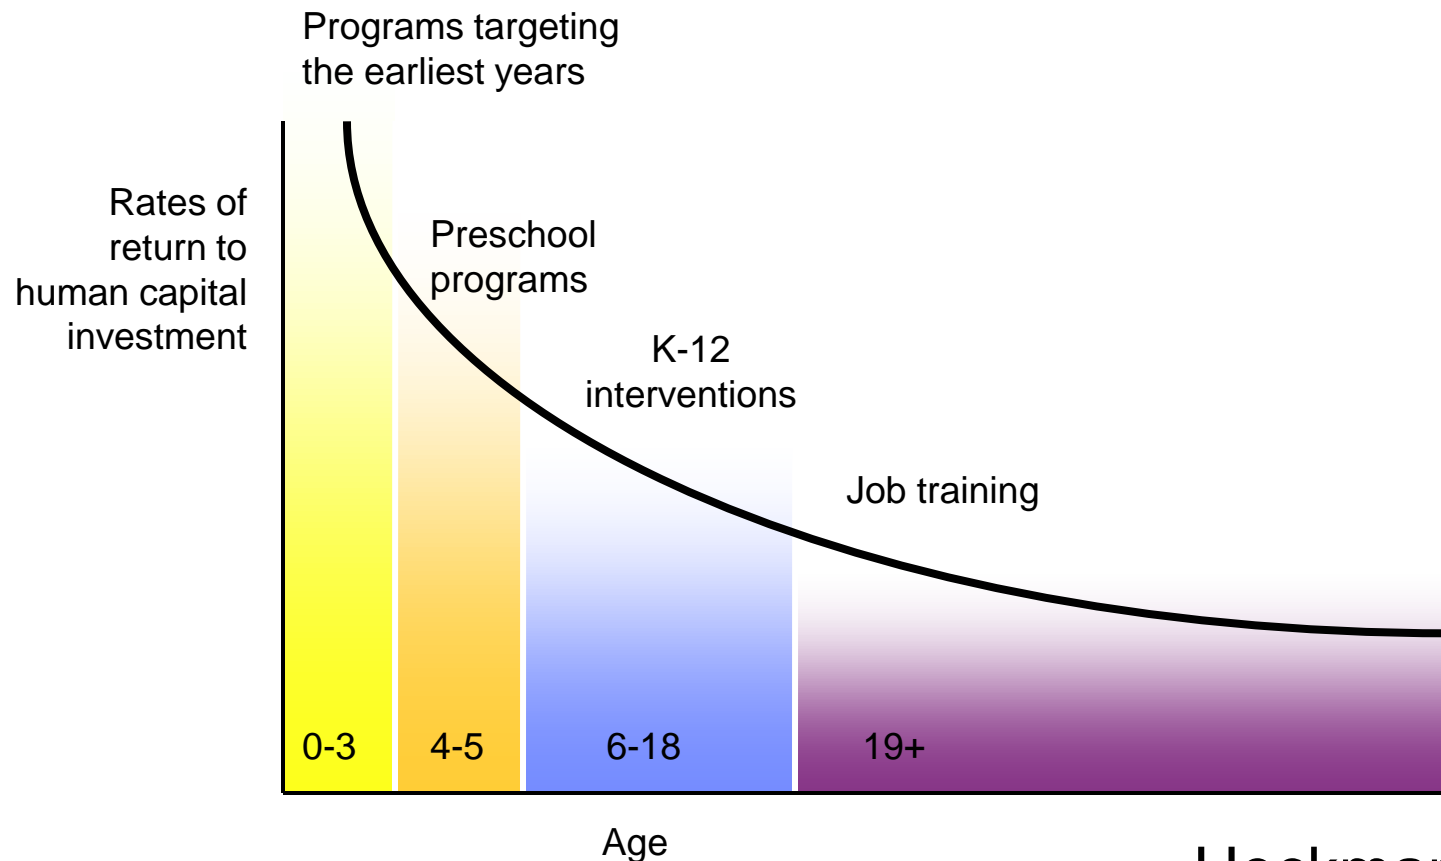 Programs targeting
the earliest years
Rates of
return to
human capital
investment
Preschool
programs
K-12
interventions
Job training
0-3
4-5
6-18
19+
Age